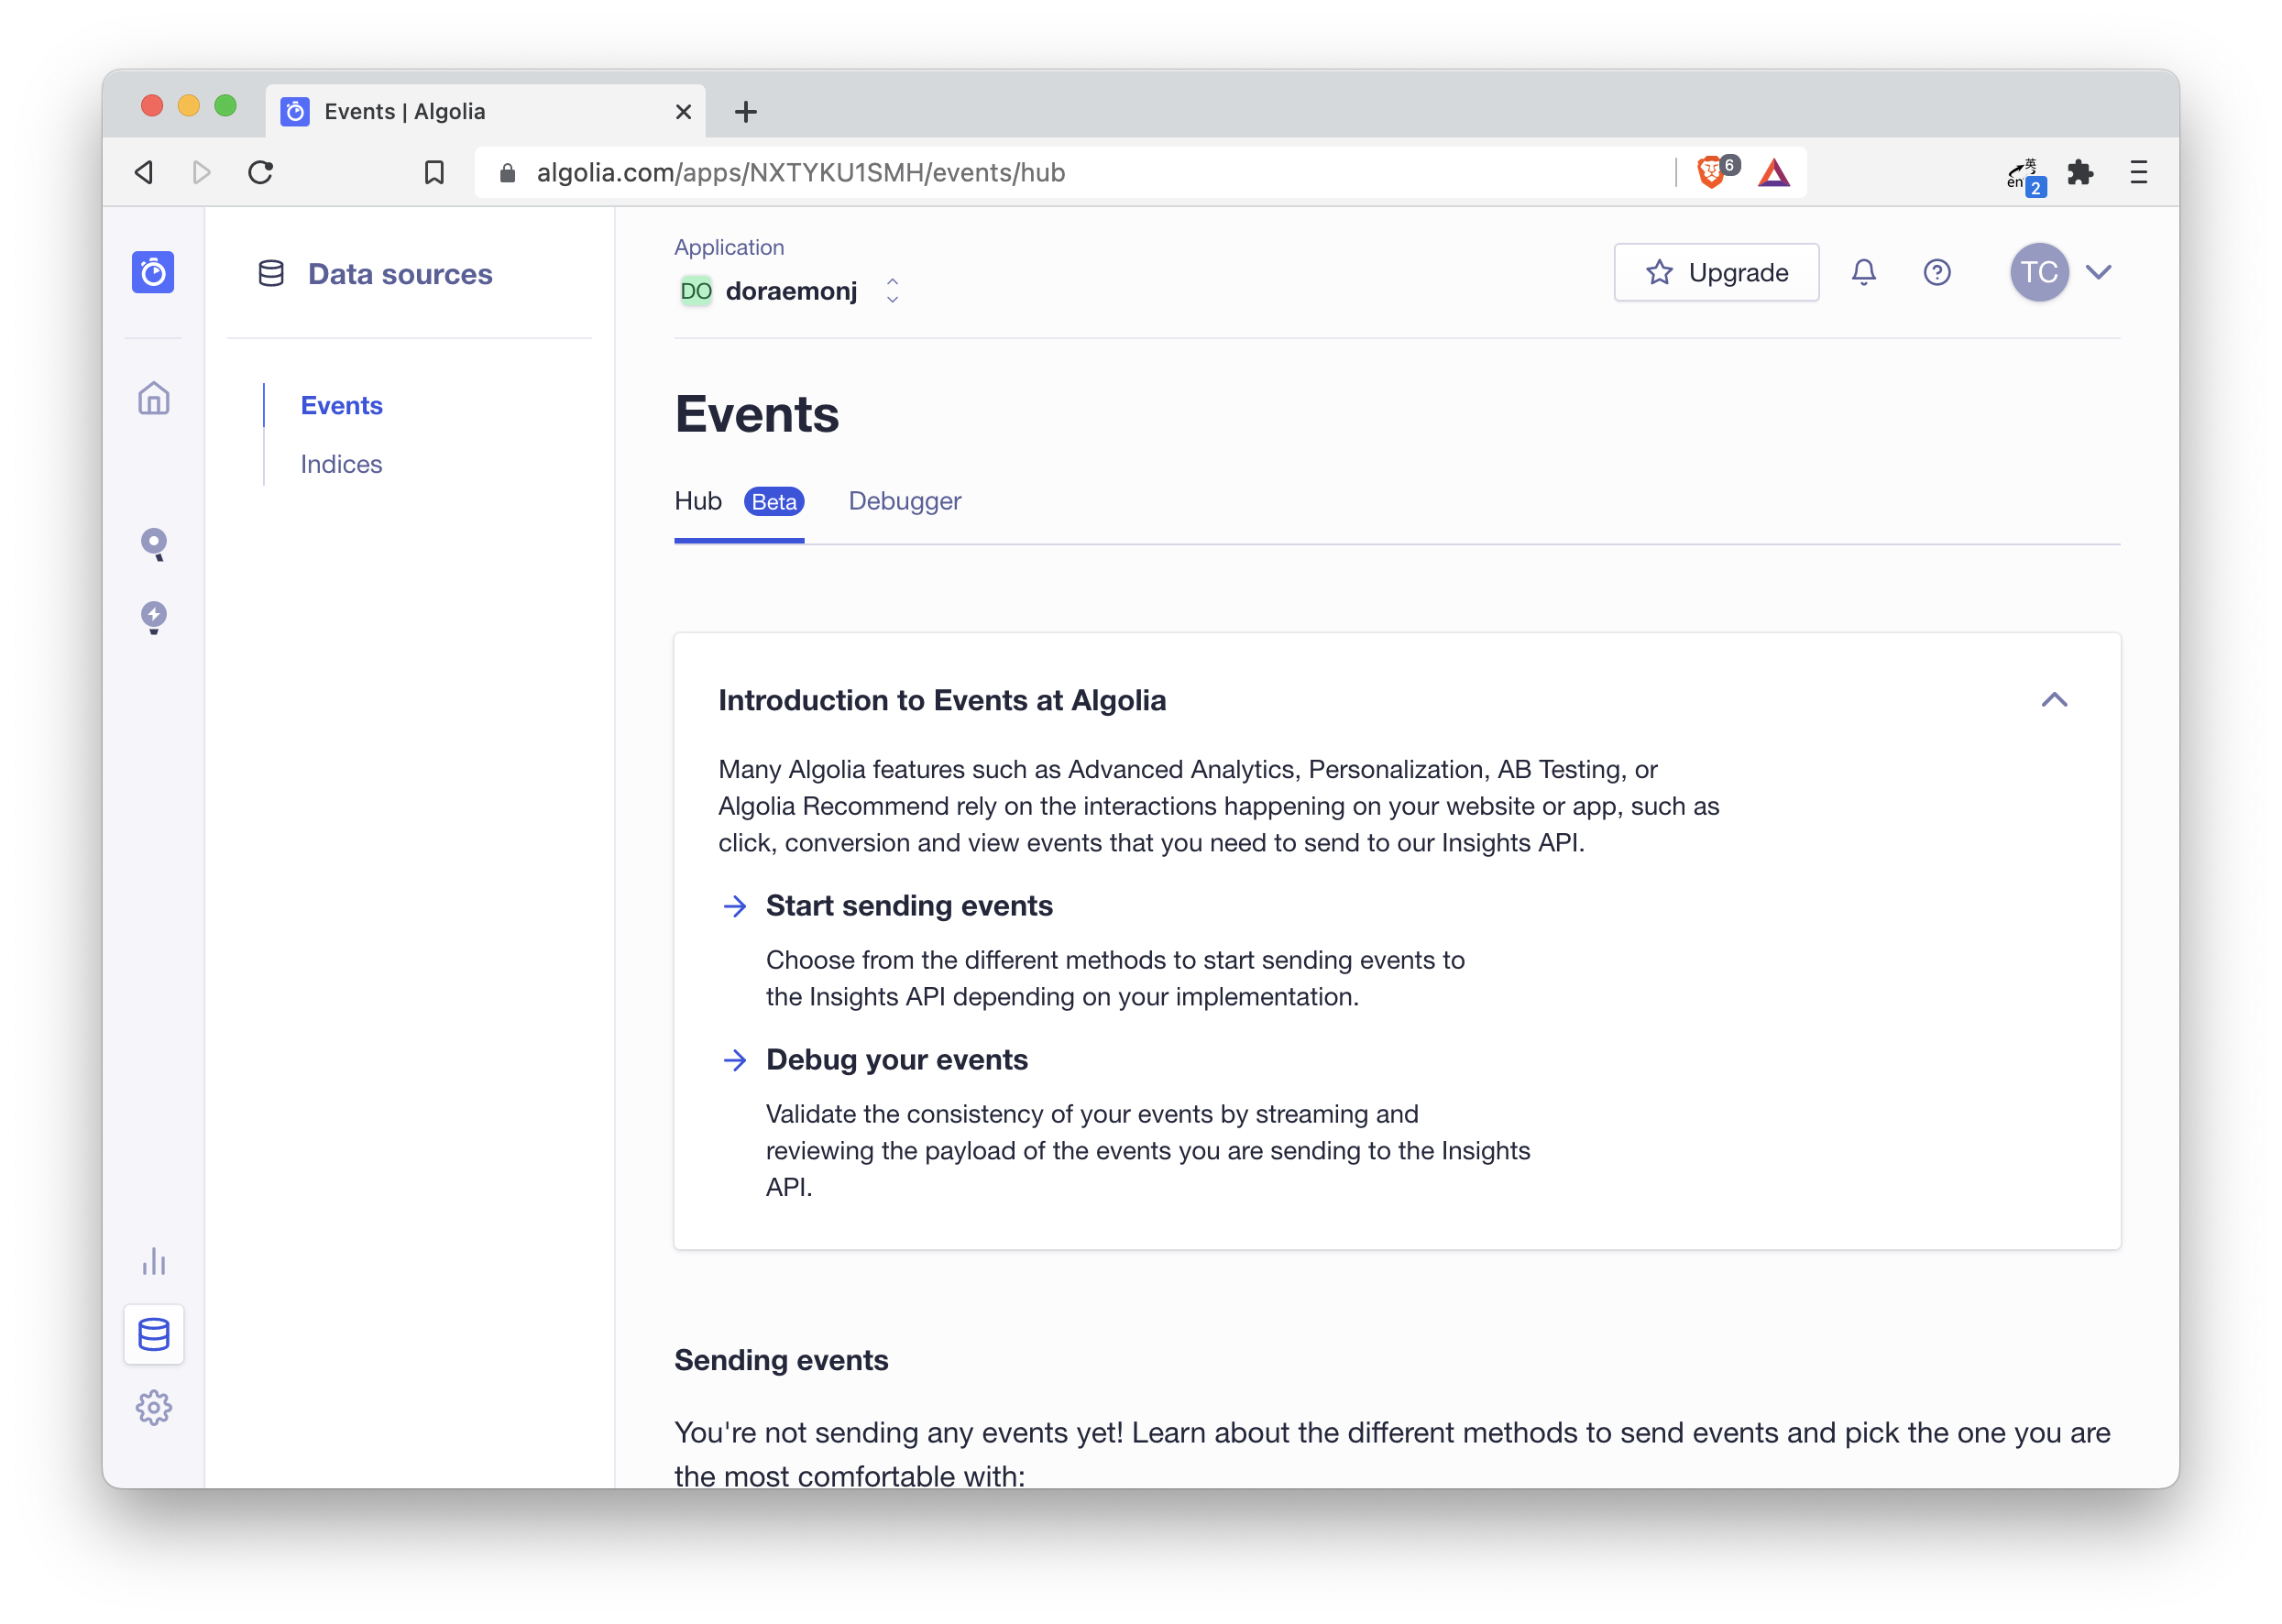 Events | Algolia
algolia.com/apps/NXTYKU1SMH/events/hub
6
英
en
2
Data sources
Application
DO doraemonj
Upgrade
TC
Events
Indices
Events
Hub Beta Debugger
Introduction to Events at Algolia
Many Algolia features such as Advanced Analytics, Personalization, AB Testing, or
Algolia Recommend rely on the interactions happening on your website or app, such as
click, conversion and view events that you need to send to our Insights API.
Start sending events
Choose from the different methods to start sending events to
the Insights API depending on your implementation.
Debug your events
Validate the consistency of your events by streaming and
reviewing the payload of the events you are sending to the Insights
API.
Sending events
You're not sending any events yet! Learn about the different methods to send events and pick the one you are
the most comfortable with: